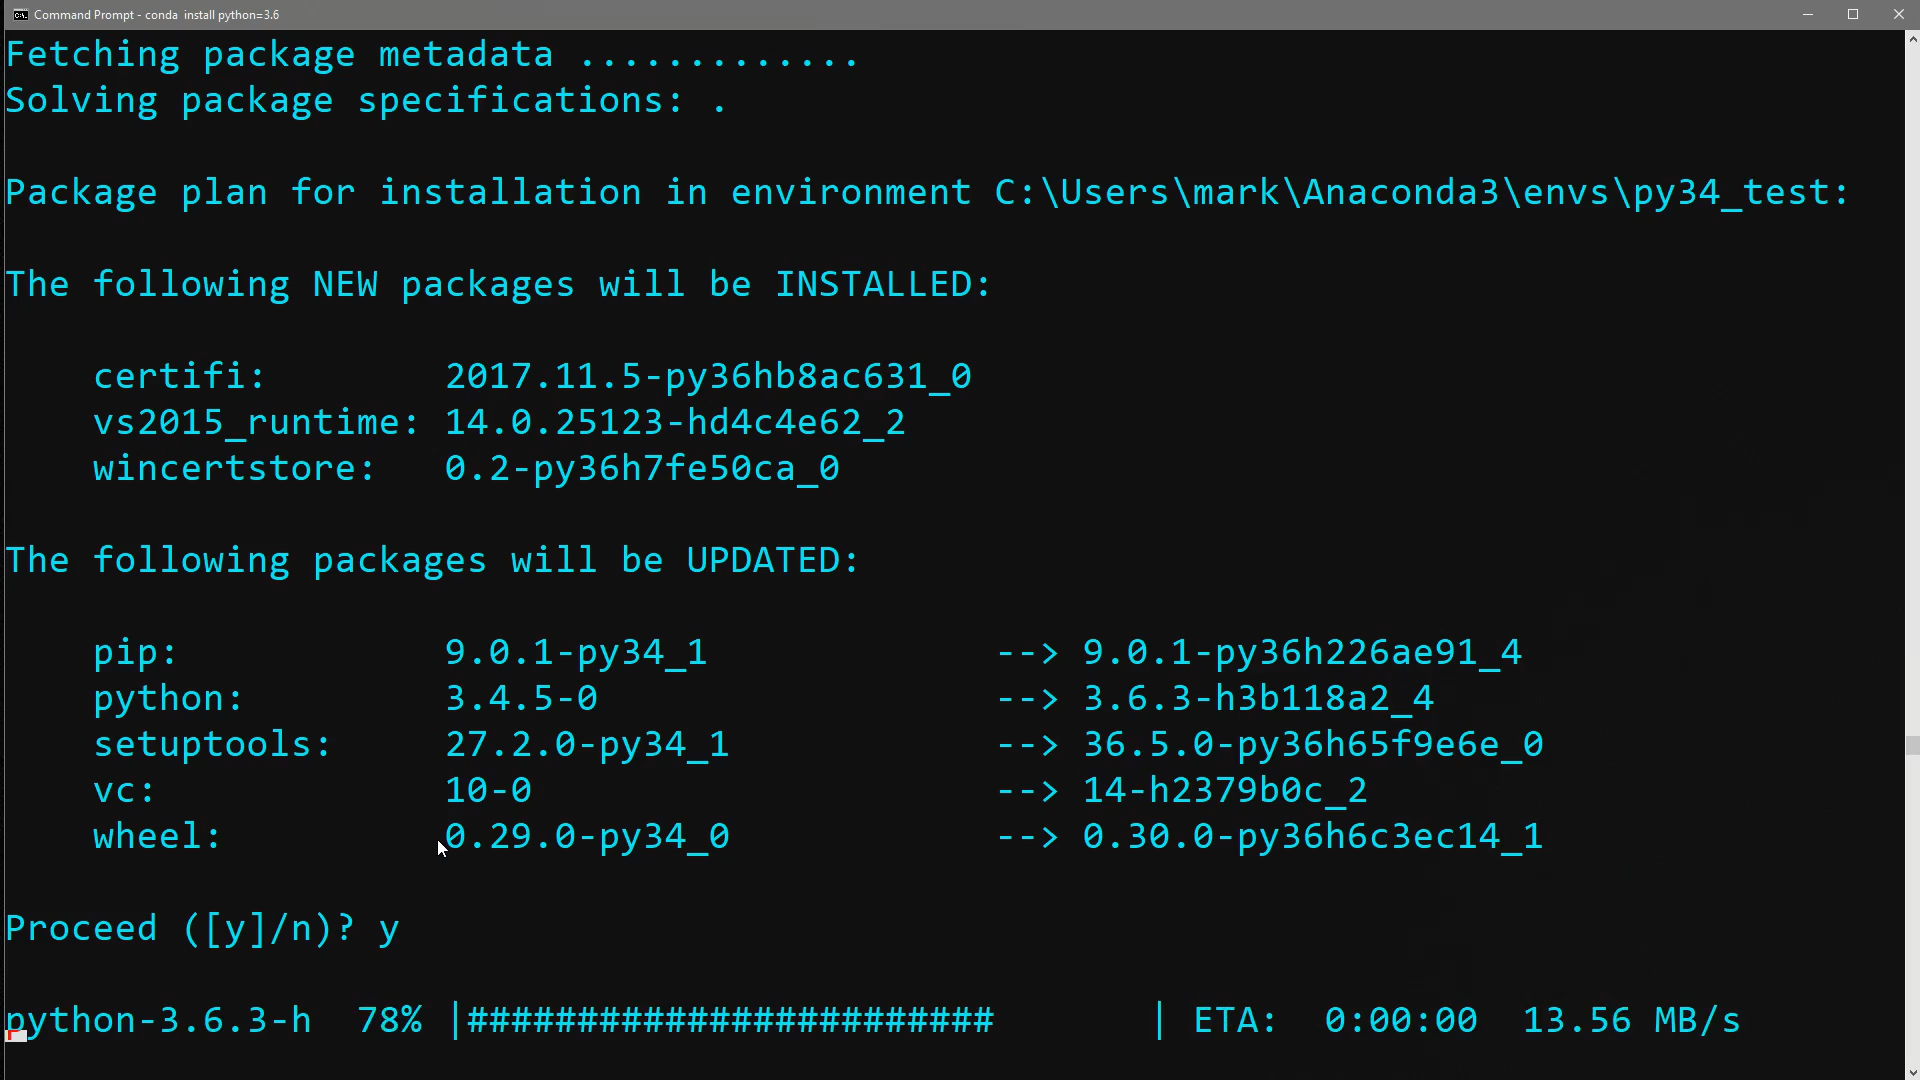 Command Prompt - conda  install python=3.6
Fetching package metadata .............
Solving package specifications: .
Package plan for installation in environment C:\Users\mark\Anaconda3\envs\py34_test:
The following NEW packages will be INSTALLED:
certifi:        2017.11.5-py36hb8ac631_0
vs2015_runtime: 14.0.25123-hd4c4e62_2
wincertstore:   0.2-py36h7fe50ca_0
The following packages will be UPDATED:
pip:            9.0.1-py34_1             --> 9.0.1-py36h226ae91_4
python:         3.4.5-0                  --> 3.6.3-h3b118a2_4
setuptools:     27.2.0-py34_1            --> 36.5.0-py36h65f9e6e_0
vc:             10-0                     --> 14-h2379b0c_2
wheel:          0.29.0-py34_0            --> 0.30.0-py36h6c3ec14_1
Proceed ([y]/n)? y
python-3.6.3-h  78% |########################       | ETA:  0:00:00  13.56 MB/s